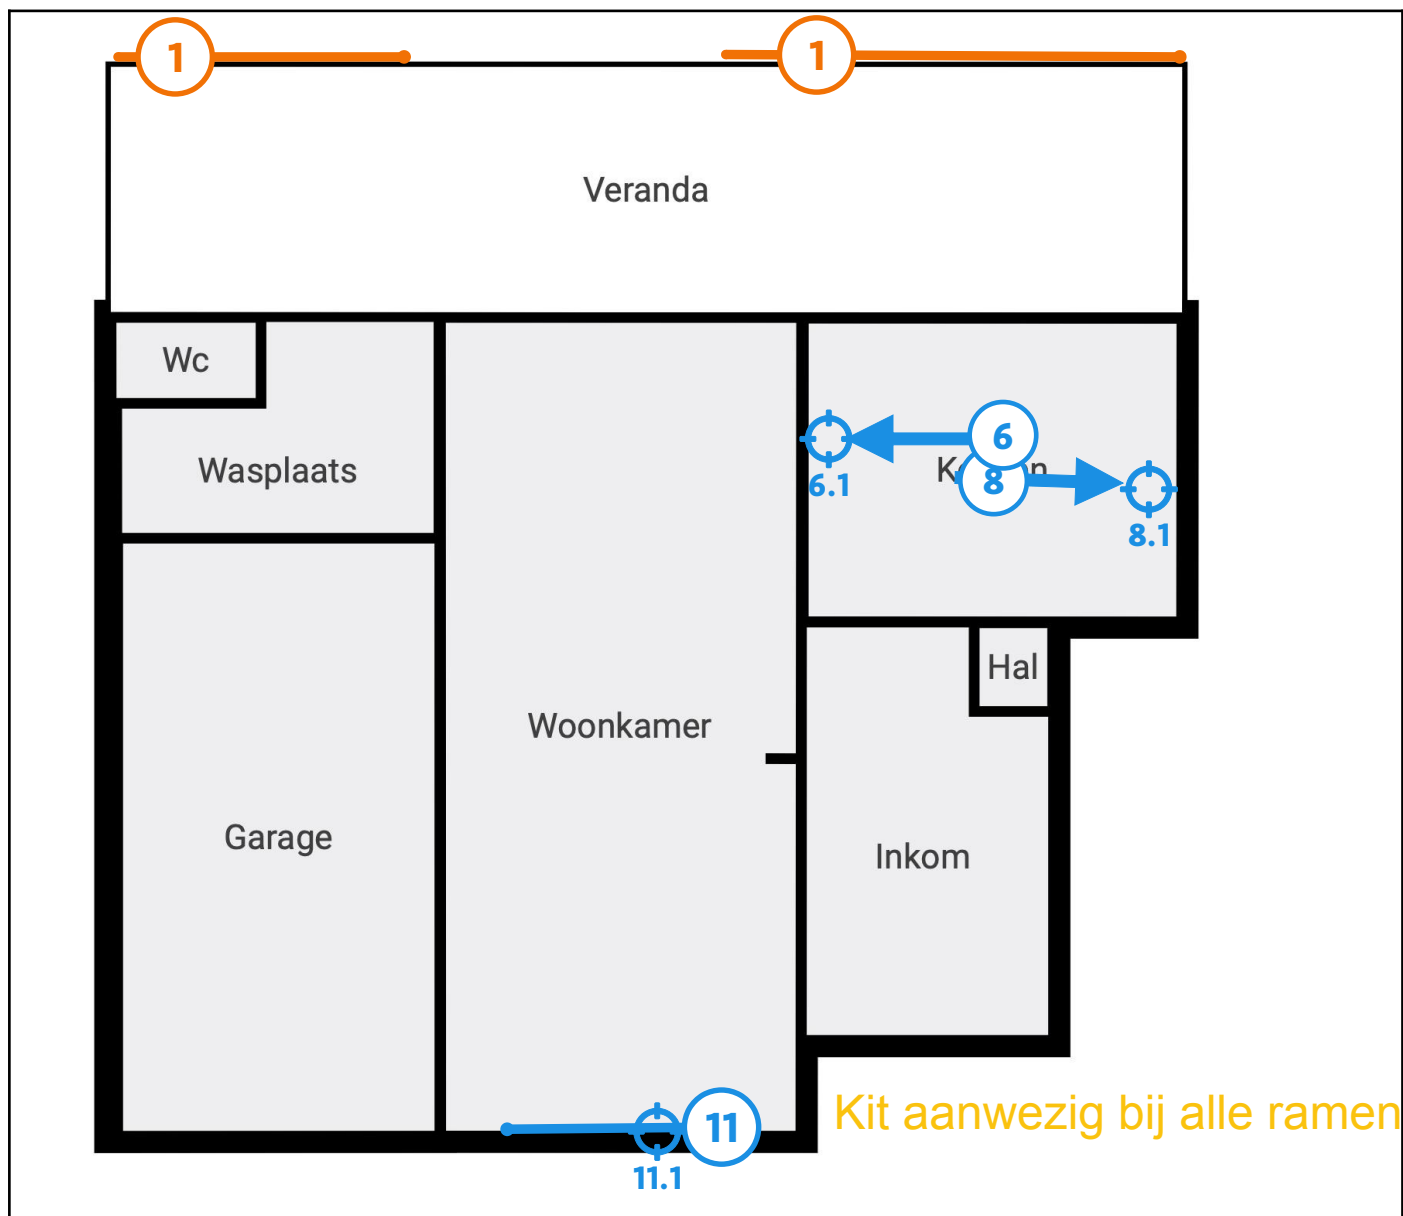 1
1
Veranda
Wc
Wasplaats
6
6.1
8
8.1
Hal
Woonkamer
Garage
Inkom
Kit aanwezig bij alle ramen
11
11.1